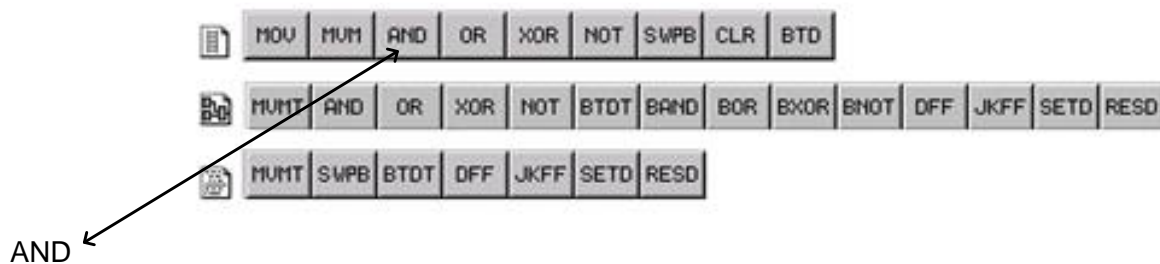 MOV MVM AND OR XOR NOT SWPB CLR BTD
MVMT AND OR XOR NOT BTDT BAND BOR BXOR BNOT DFF JKFF SETD RESD
MVMT SWPB BTDT DFF JKFF SETD RESD
AND